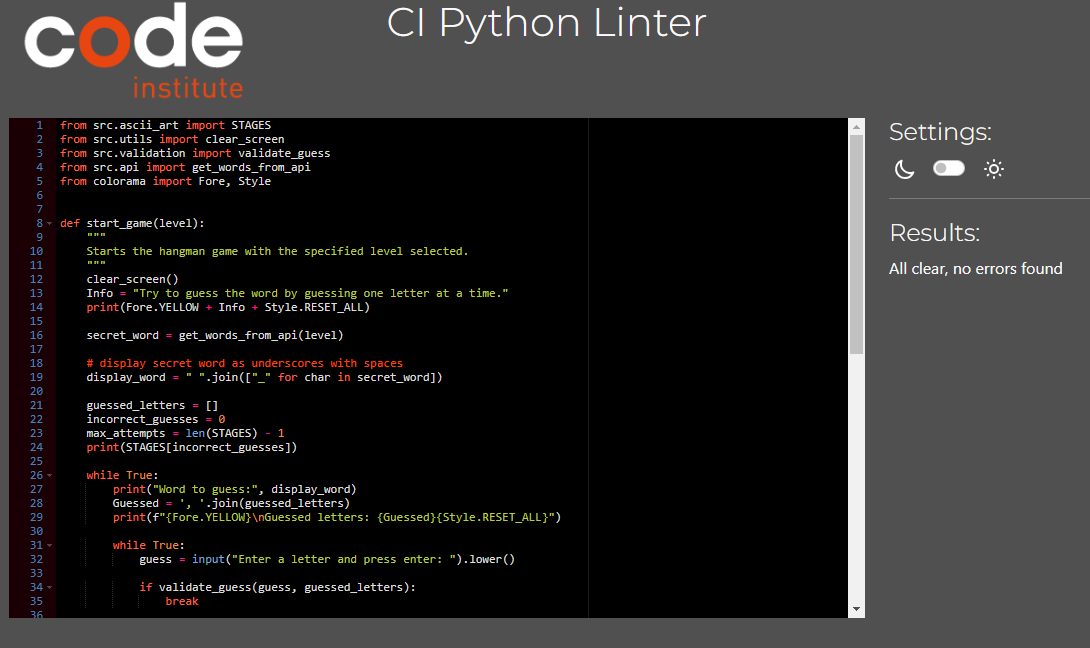 code
institute
CI Python Linter
1 from src.ascii_art import STAGES
2 from src.utils import clear_screen
3 from src.validation import validate_guess
4 from src.api import get_words_from_api
5 from colorama import Fore, Style
6
7
8 def start_game(level):
9     """
10     Starts the hangman game with the specified level selected.
11     """
12     clear_screen()
13     Info = "Try to guess the word by guessing one letter at a time."
14     print(Fore.YELLOW + Info + Style.RESET_ALL)
15
16     secret_word = get_words_from_api(level)
17
18     # display secret word as underscores with spaces
19     display_word = " ".join(["_" for char in secret_word])
20
21     guessed_letters = []
22     incorrect_guesses = 0
23     max_attempts = len(STAGES) - 1
24     print(STAGES[incorrect_guesses])
25
26     while True:
27         print("Word to guess:", display_word)
28         Guessed = ', '.join(guessed_letters)
29         print(f"{Fore.YELLOW}\nGuessed letters: {Guessed}{Style.RESET_ALL}")
30
31         while True:
32             guess = input("Enter a letter and press enter: ").lower()
33
34             if validate_guess(guess, guessed_letters):
35                 break
36
Settings:
Results:
All clear, no errors found